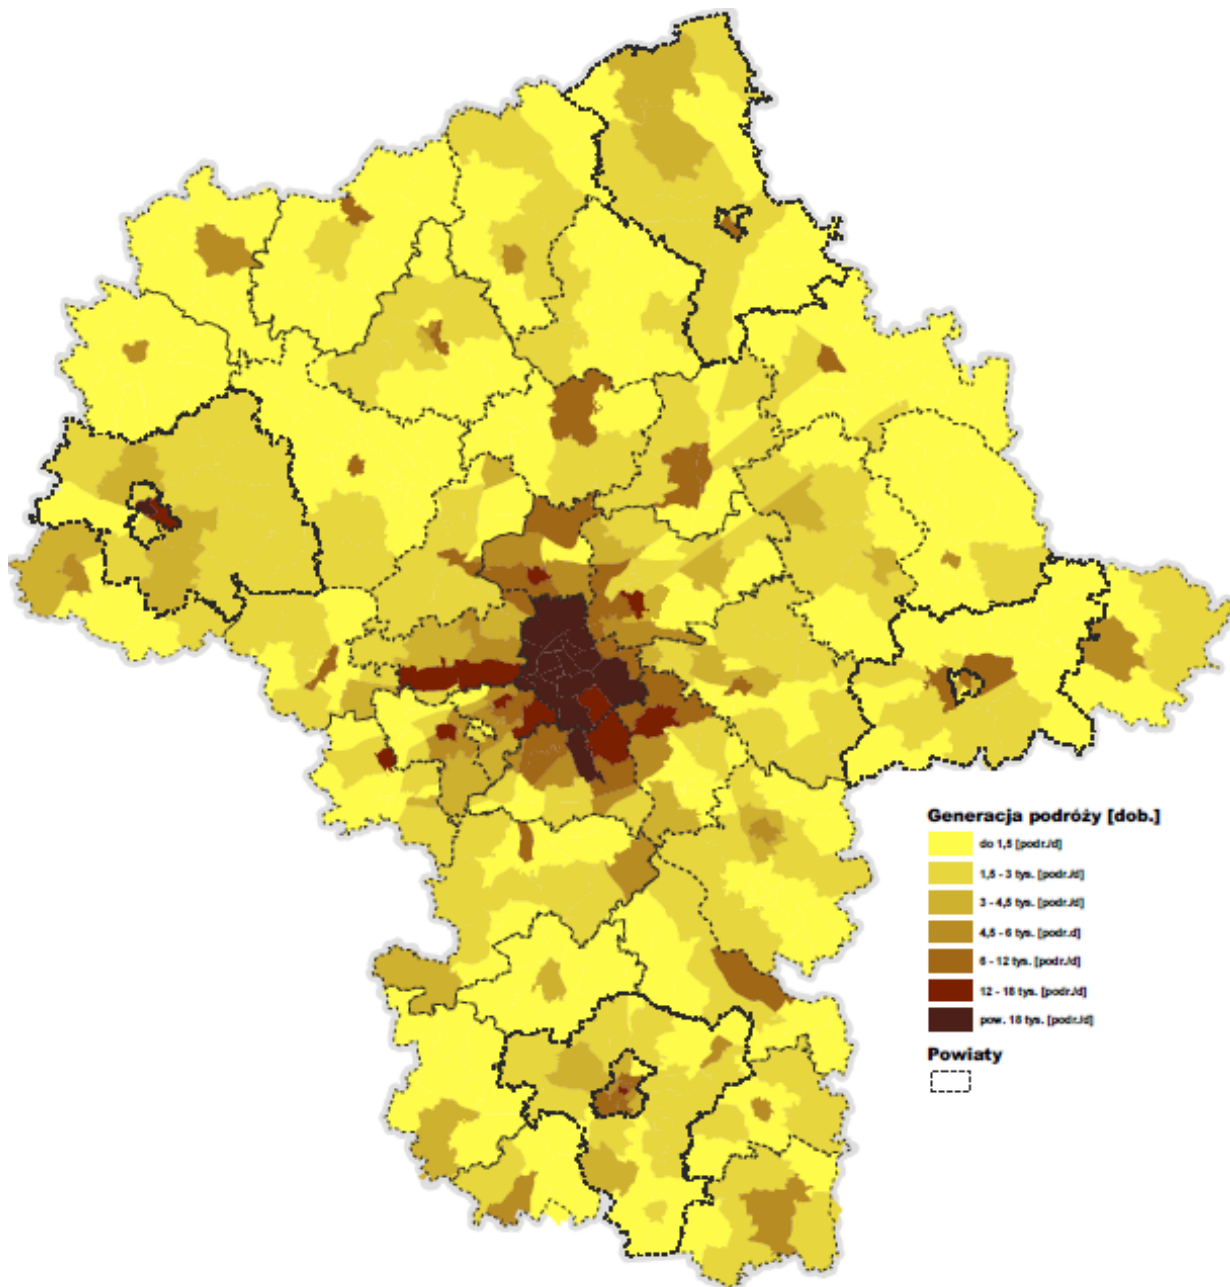 Generacja podróży [dob.]
do 1,5 [podr./d]
1,5 - 3 tys. [podr./d]
3 - 4,5 tys. [podr./d]
4,5 - 6 tys. [podr.d]
6 - 12 tys. [podr./d]
12 - 18 tys. [podr./d]
pow. 18 tys. [podr./d]
Powiaty